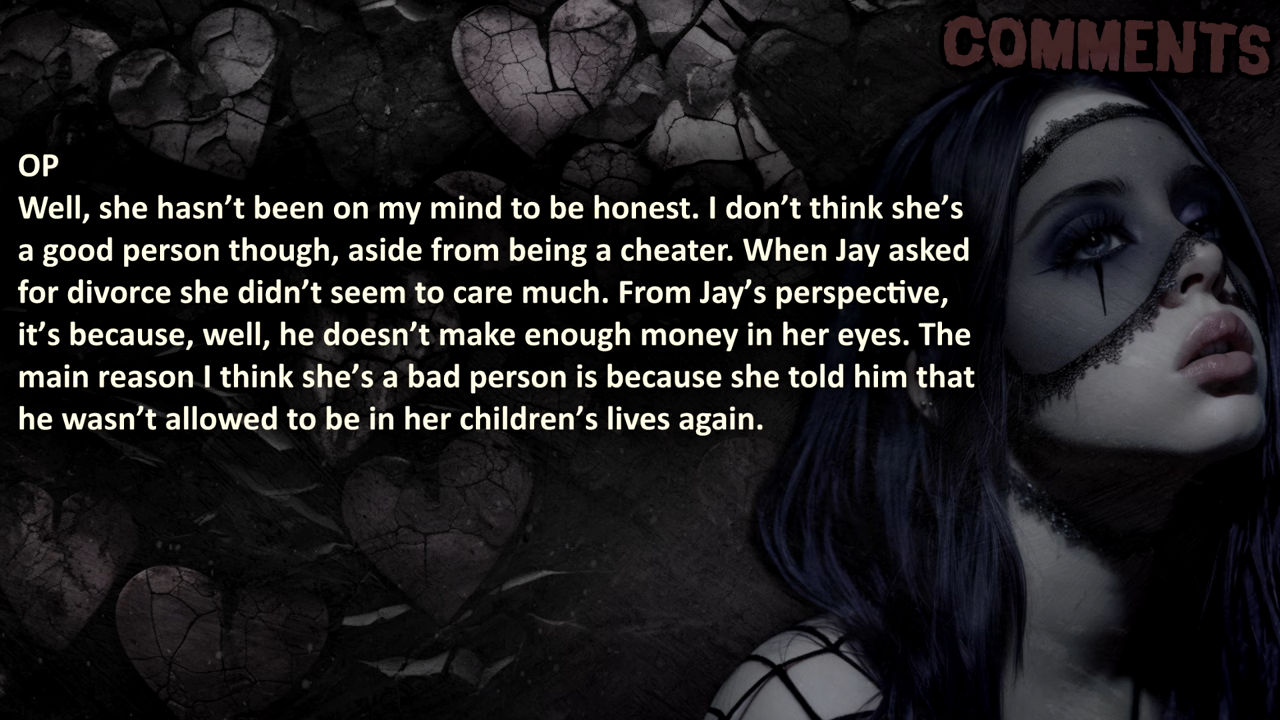 COMMENTS
OP
Well, she hasn’t been on my mind to be honest. I don’t think she’s
a good person though, aside from being a cheater. When Jay asked
for divorce she didn’t seem to care much. From Jay’s perspective,
it’s because, well, he doesn’t make enough money in her eyes. The
main reason I think she’s a bad person is because she told him that
he wasn’t allowed to be in her children’s lives again.